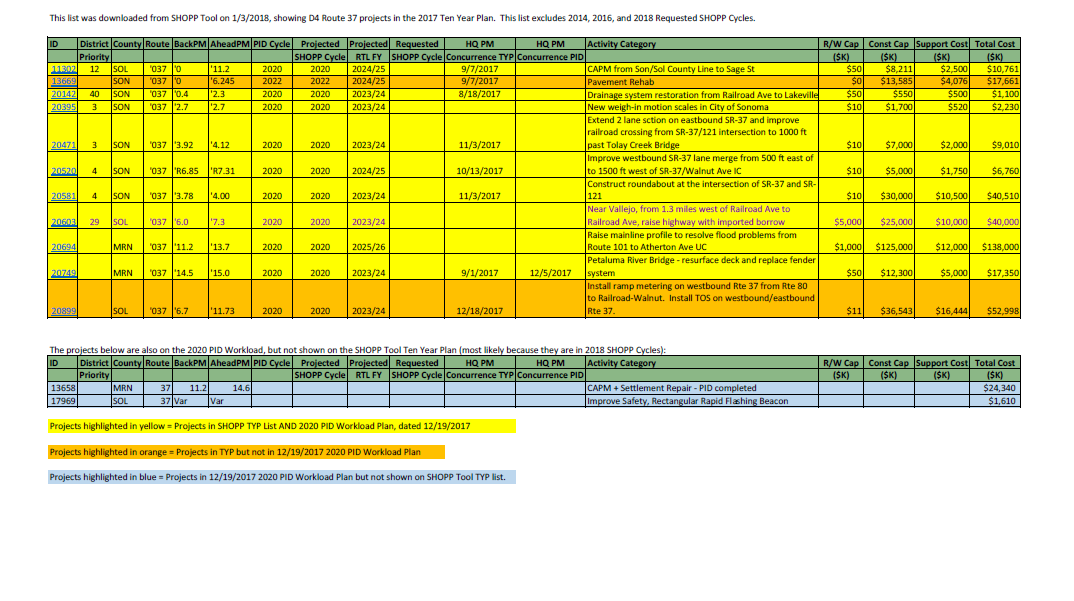 This list was downloaded from SHOPP Tool on 1/3/2018, showing D4 Route 37 projects in the 2017 Ten Year Plan. This list excludes 2014, 2016, and 2018 Requested SHOPP Cycles.
ID District County Route BackPM AheadPM PID Cycle Projected Projected Requested HQ PM HQ PM Activity Category R/W Cap Const Cap Support Cost Total Cost
Priority SHOPP Cycle RTL FY SHOPP Cycle Concurrence TYP Concurrence PID ($K) ($K) ($K) ($K)
11302 12 SOL '037 '0 '11.2 2020 2020 2024/25 9/7/2017 CAPM from Son/Sol County Line to Sage St $50 $8,211 $2,500 $10,761
13669 SON '037 '0 '6.245 2022 2022 2024/25 9/7/2017 Pavement Rehab $0 $13,585 $4,076 $17,661
20142 40 SON '037 '0.4 '2.3 2020 2020 2023/24 8/18/2017 Drainage system restoration from Railroad Ave to Lakeville $50 $550 $500 $1,100
20395 3 SON '037 '2.7 '2.7 2020 2020 2023/24 New weigh-in motion scales in City of Sonoma $10 $1,700 $520 $2,230
Extend 2 lane sction on eastbound SR-37 and improve
railroad crossing from SR-37/121 intersection to 1000 ft
20471 3 SON '037 '3.92 '4.12 2020 2020 2023/24 11/3/2017 past Tolay Creek Bridge $10 $7,000 $2,000 $9,010
Improve westbound SR-37 lane merge from 500 ft east of
20520 4 SON '037 'R6.85 'R7.31 2020 2020 2023/24 10/13/2017 to 1500 ft west of SR-37/Walnut Ave IC $10 $5,000 $1,750 $6,760
Construct roundabout at the intersection of SR-37 and SR-
20581 4 SON '037 '3.78 '4.00 2020 2020 2023/24 11/3/2017 121 $10 $30,000 $10,500 $40,510
Near Vallejo, from 1.3 miles west of Railroad Ave to
20603 29 SOL '037 '6.0 '7.3 2020 2020 2023/24 Railroad Ave, raise highway with imported borrow $5,000 $25,000 $10,000 $40,000
Raise mainline profile to resolve flood problems from
20694 MRN '037 '11.2 '13.7 2020 2020 2025/26 Route 101 to Atherton Ave UC $1,000 $125,000 $12,000 $138,000
Petaluma River Bridge - resurface deck and replace fender
20749 MRN '037 '14.5 '15.0 2020 2020 2023/24 9/1/2017 12/5/2017 system $50 $12,300 $5,000 $17,350
Install ramp metering on westbound Rte 37 from Rte 80
to Railroad-Walnut. Install TOS on westbound/eastbound
20899 SOL '037 '6.7 '11.73 2020 2020 2023/24 12/18/2017 Rte 37. $11 $36,543 $16,444 $52,998
The projects below are also on the 2020 PID Workload, but not shown on the SHOPP Tool Ten Year Plan (most likely because they are in 2018 SHOPP Cycles):
ID District County Route BackPM AheadPM PID Cycle Projected Projected Requested HQ PM HQ PM Activity Category R/W Cap Const Cap Support Cost Total Cost
Priority SHOPP Cycle RTL FY SHOPP Cycle Concurrence TYP Concurrence PID ($K) ($K) ($K) ($K)
13658 MRN 37 11.2 14.6 CAPM + Settlement Repair - PID completed $24,340
17969 SOL 37 Var Var Improve Safety, Rectangular Rapid Flashing Beacon $1,610
Projects highlighted in yellow = Projects in SHOPP TYP List AND 2020 PID Workload Plan, dated 12/19/2017
Projects highlighted in orange = Projects in TYP but not in 12/19/2017 2020 PID Workload Plan
Projects highlighted in blue = Projects in 12/19/2017 2020 PID Workload Plan but not shown on SHOPP Tool TYP list.